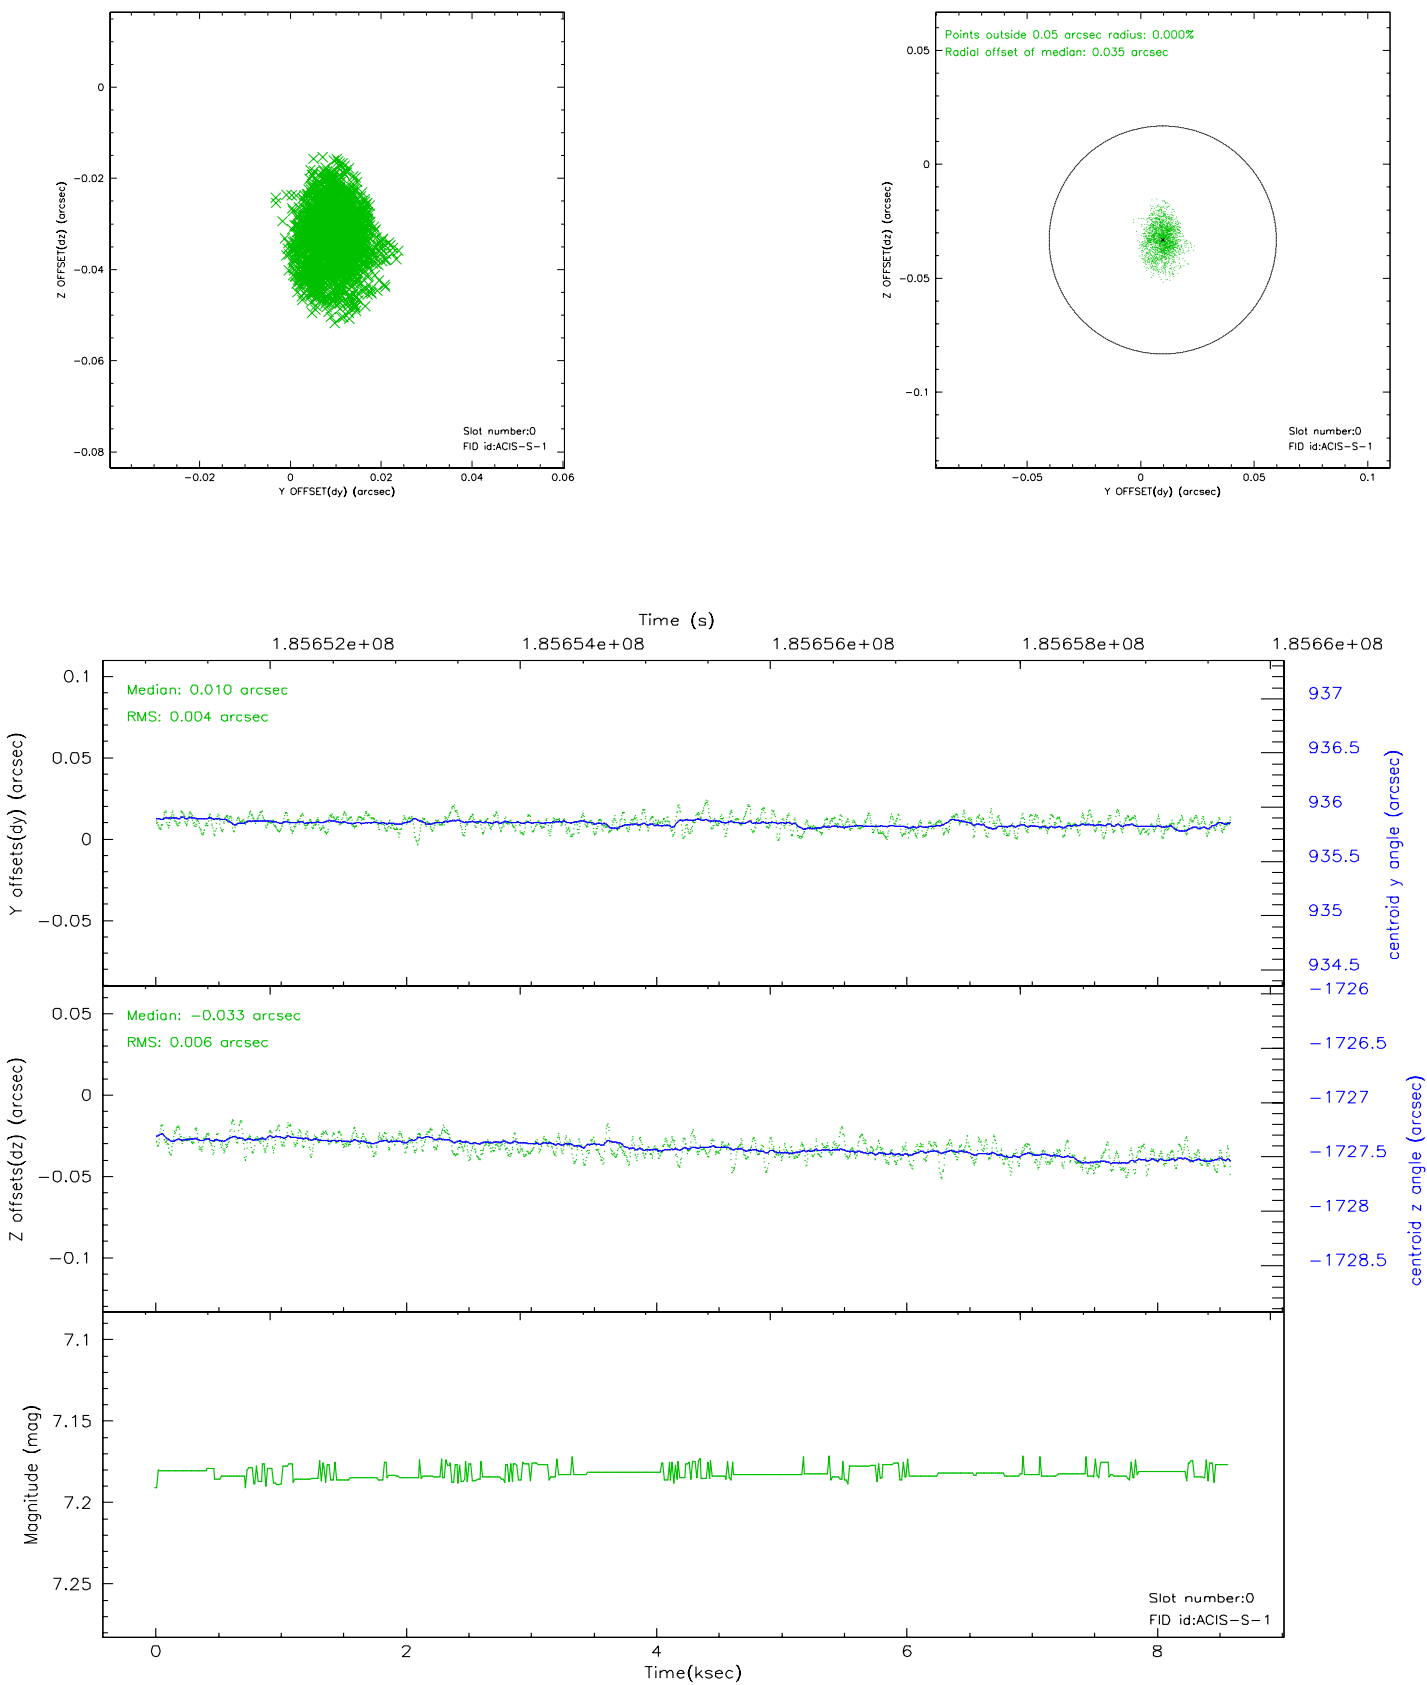 0
-0.02
-0.04
-0.06
-0.08
Z OFFSET(dz) (arcsec)
-0.02
0
0.02
0.04
0.06
Y OFFSET(dy) (arcsec)
Slot number:0
FID id:ACIS-S-1
Points outside 0.05 arcsec radius: 0.000%
Radial offset of median: 0.035 arcsec
0.05
0
-0.05
-0.1
Z OFFSET(dz) (arcsec)
-0.05
0
0.05
0.1
Y OFFSET(dy) (arcsec)
Slot number:0
FID id:ACIS-S-1
Time (s)
1.85652e+08
1.85654e+08
1.85656e+08
1.85658e+08
1.8566e+08
Median: 0.010 arcsec
RMS: 0.004 arcsec
0.1
0.05
0
-0.05
Y offsets(dy) (arcsec)
937
936.5
936
935.5
935
934.5
centroid y angle (arcsec)
Median: -0.033 arcsec
RMS: 0.006 arcsec
0.05
0
-0.05
-0.1
Z offsets(dz) (arcsec)
-1726
-1726.5
-1727
-1727.5
-1728
-1728.5
centroid z angle (arcsec)
7.1
7.15
7.2
7.25
Magnitude (mag)
Slot number:0
FID id:ACIS-S-1
0
2
4
6
8
Time(ksec)